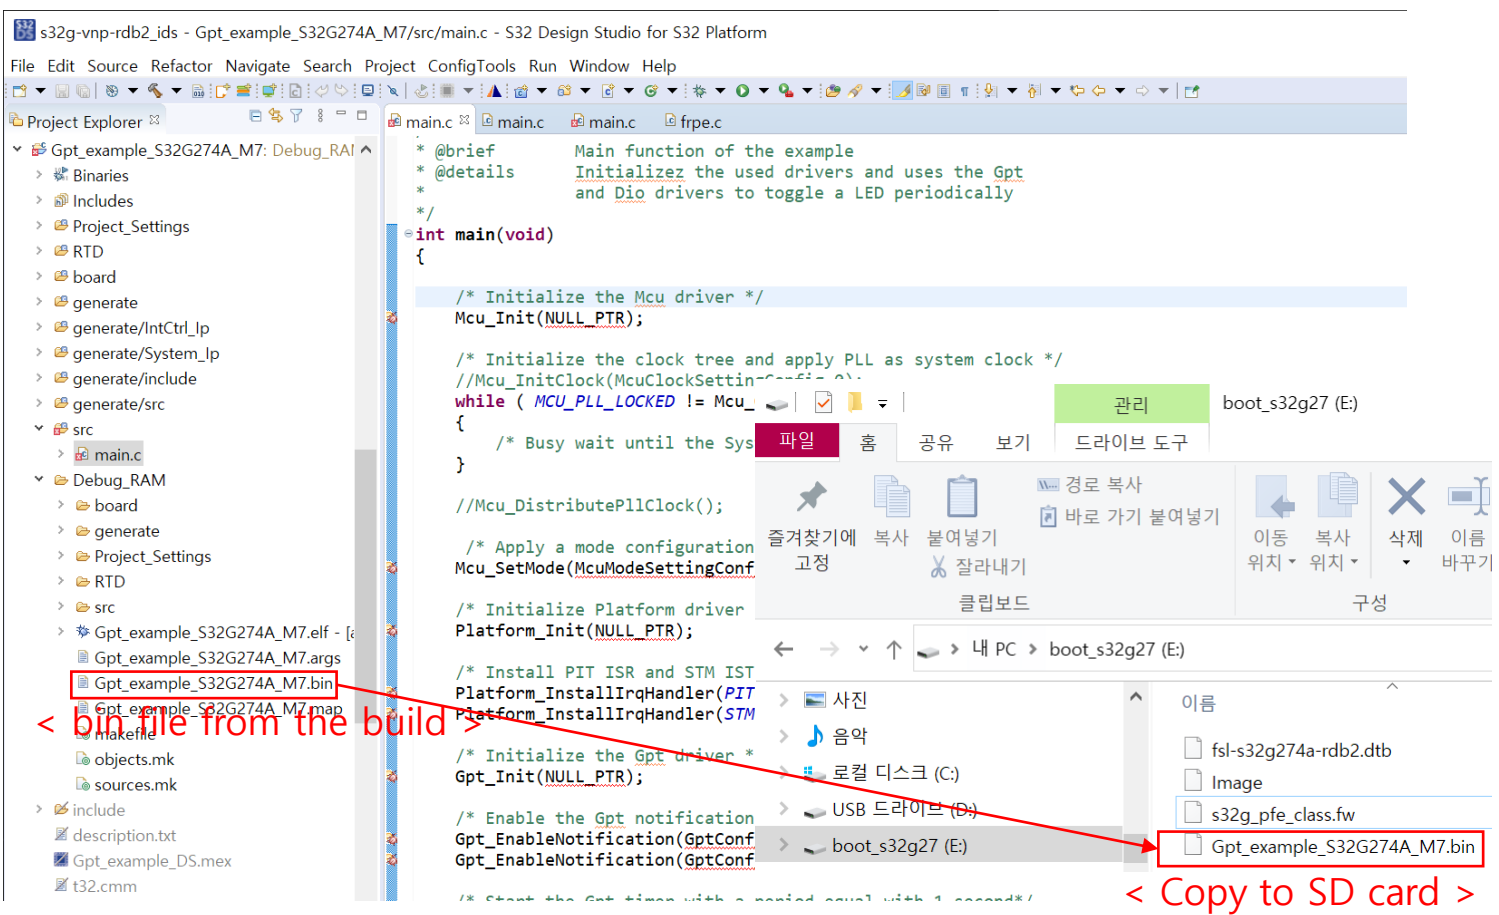 s32g-vnp-rdb2_ids - Gpt_example_S32G274A_M7/src/main.c - S32 Design Studio for S32 Platform
File Edit Source Refactor Navigate Search Project ConfigTools Run Window Help
Project Explorer
main.c
main.c
main.c
frpe.c
Gpt_example_S32G274A_M7: Debug_RA
Binaries
Includes
Project_Settings
RTD
board
generate
generate/IntCtrl_Ip
generate/System_Ip
generate/include
generate/src
src
main.c
Debug_RAM
board
generate
Project_Settings
RTD
src
Gpt_example_S32G274A_M7.elf - [a
Gpt_example_S32G274A_M7.args
Gpt_example_S32G274A_M7.bin
Gpt_example_S32G274A_M7.map
< bin file from the build >
makefile
objects.mk
sources.mk
include
description.txt
Gpt_example_DS.mex
t32.cmm
* @brief Main function of the example
* @details Initializez the used drivers and uses the Gpt
* and Dio drivers to toggle a LED periodically
*/
int main(void)
{
/* Initialize the Mcu driver */
Mcu_Init(NULL_PTR);
/* Initialize the clock tree and apply PLL as system clock */
//Mcu_InitClock(McuClockSettingConfig_0);
while ( MCU_PLL_LOCKED != Mcu_
{
/* Busy wait until the Sys
}
//Mcu_DistributePllClock();
/* Apply a mode configuration
Mcu_SetMode(McuModeSettingConf
/* Initialize Platform driver
Platform_Init(NULL_PTR);
/* Install PIT ISR and STM IST
Platform_InstallIrqHandler(PIT
Platform_InstallIrqHandler(STM
/* Initialize the Gpt driver *
Gpt_Init(NULL_PTR);
/* Enable the Gpt notification
Gpt_EnableNotification(GptConf
Gpt_EnableNotification(GptConf
/* Start the Gpt timer with a period equal with 1 second*/
관리
boot_s32g27 (E:)
파일
홈
공유
보기
드라이브 도구
즐겨찾기에
고정
복사
붙여넣기
경로 복사
바로 가기 붙여넣기
잘라내기
클립보드
이동
위치
복사
위치
삭제
이름
바꾸기
구성
내 PC
boot_s32g27 (E:)
사진
음악
로컬 디스크 (C:)
USB 드라이브 (D:)
boot_s32g27 (E:)
이름
fsl-s32g274a-rdb2.dtb
Image
s32g_pfe_class.fw
Gpt_example_S32G274A_M7.bin
< Copy to SD card >